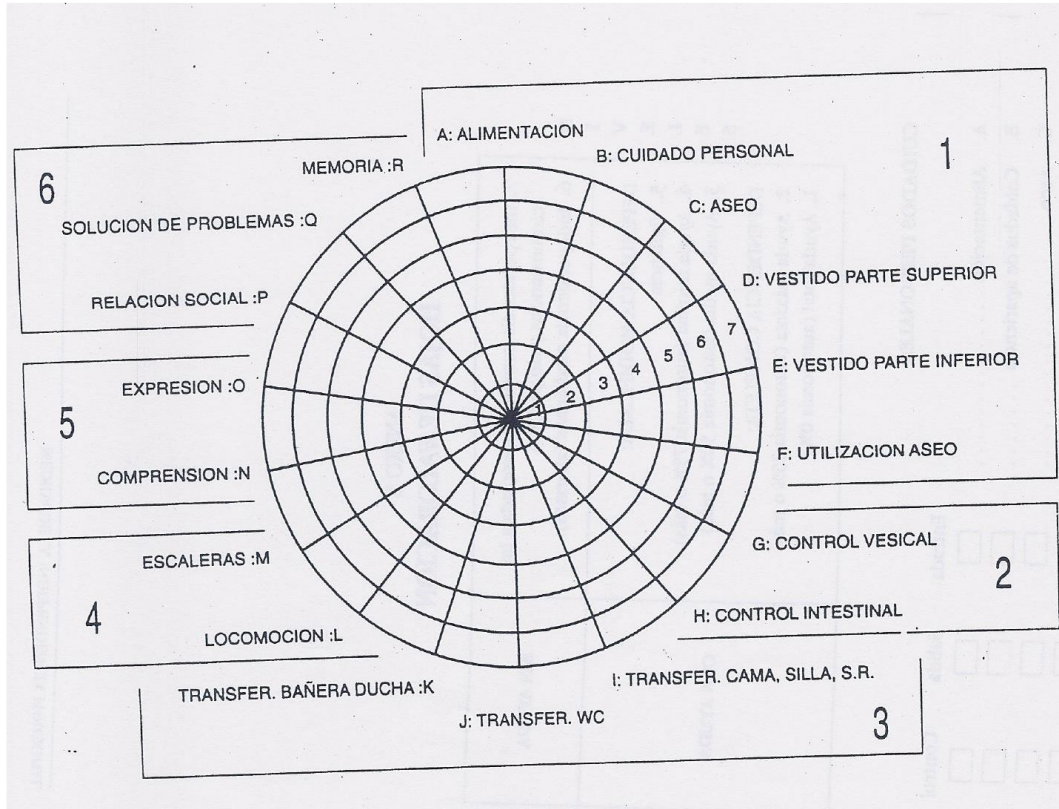 A: ALIMENTACION
B: CUIDADO PERSONAL
C: ASEO
D: VESTIDO PARTE SUPERIOR
E: VESTIDO PARTE INFERIOR
F: UTILIZACION ASEO
1
G: CONTROL VESICAL
H: CONTROL INTESTINAL
2
I: TRANSFER. CAMA, SILLA, S.R.
J: TRANSFER. WC
TRANSFER. BAÑERA DUCHA :K
3
LOCOMOCION :L
ESCALERAS :M
4
COMPRENSION :N
EXPRESION :O
5
RELACION SOCIAL :P
SOLUCION DE PROBLEMAS :Q
MEMORIA :R
6
1 2 3 4 5 6 7